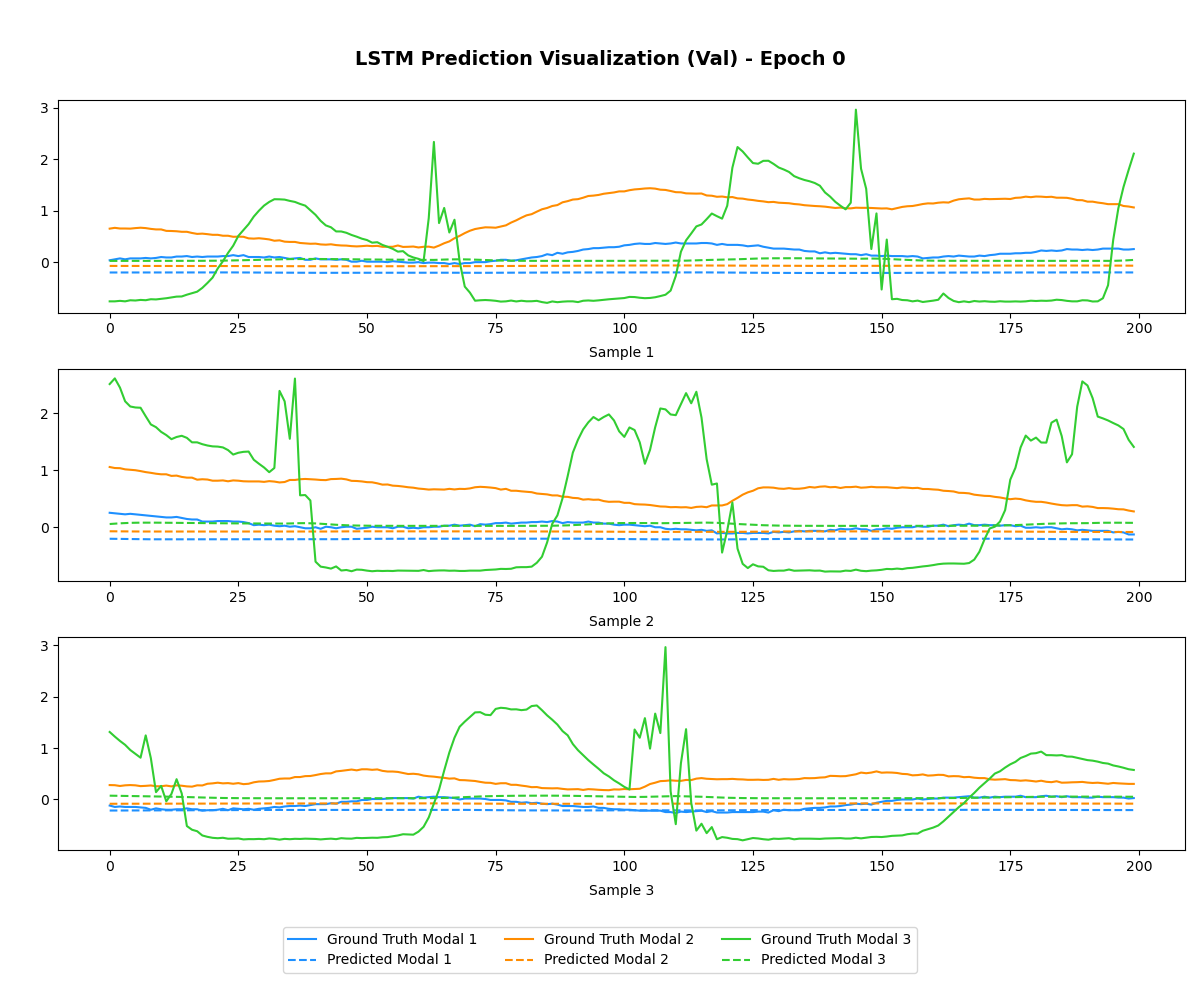 LSTM Prediction Visualization (Val) - Epoch 0
3
2
1
0
0 25 50 75 100 125 150 175 200
Sample 1
2
1
0
0 25 50 75 100 125 150 175 200
Sample 2
3
2
1
0
0 25 50 75 100 125 150 175 200
Sample 3
Ground Truth Modal 1 Ground Truth Modal 2 Ground Truth Modal 3
Predicted Modal 1 Predicted Modal 2 Predicted Modal 3